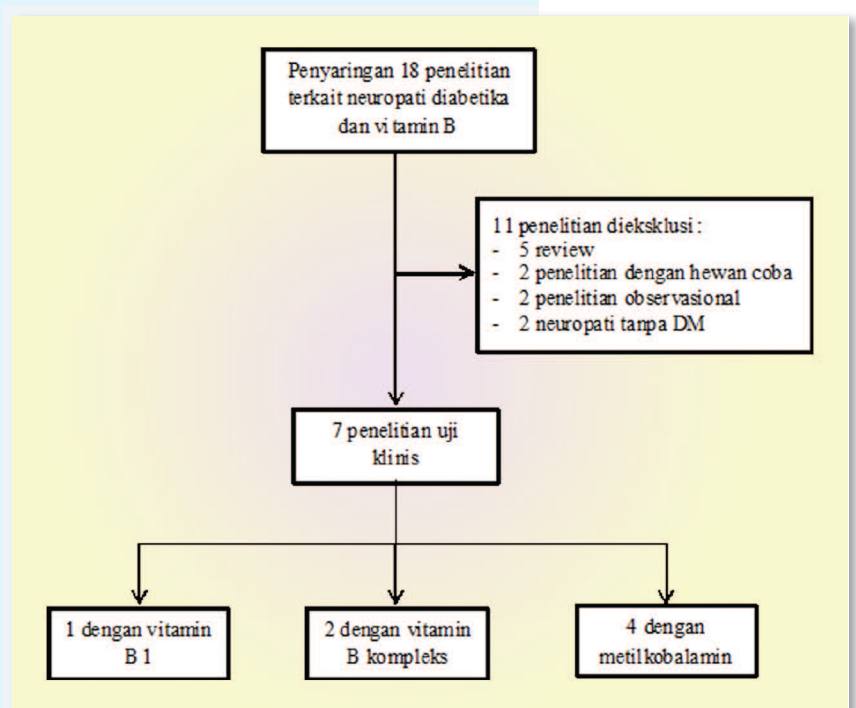 Penyaringan 18 penelitian
terkait neuropati diabetika
dan vitamin B
11 penelitian dieksklusi :
- 5 review
- 2 penelitian dengan hewan coba
- 2 penelitian observasional
- 2 neuropati tanpa DM
7 penelitian uji
klinis
1 dengan vitamin
B 1
2 dengan vitamin
B kompleks
4 dengan
metilkobalamin